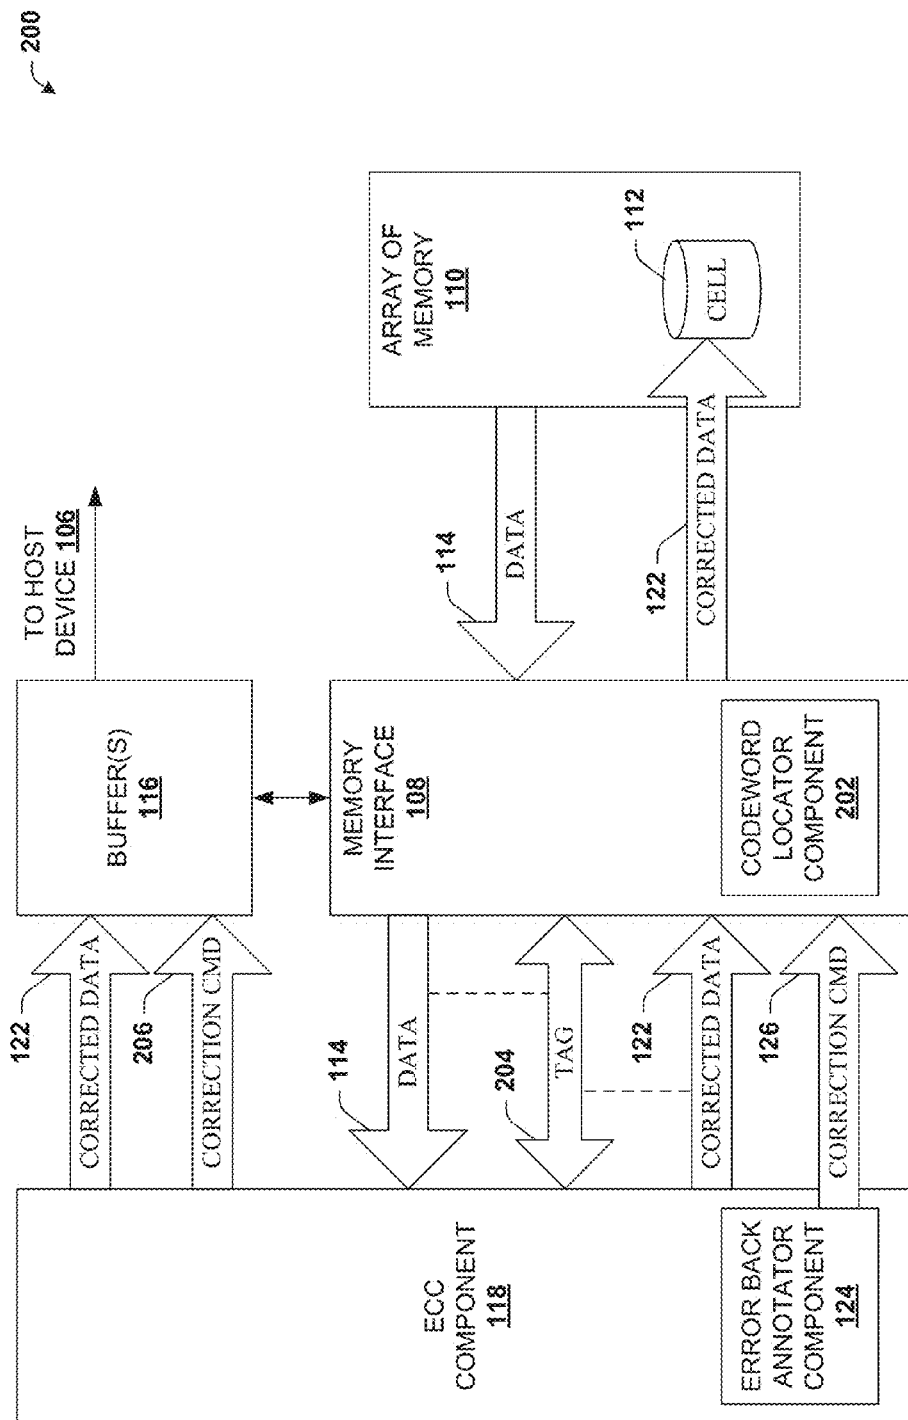 200
TO HOST
DEVICE 106
BUFFER(S)
116
122
CORRECTED DATA
206
CORRECTION CMD
ECC
COMPONENT
118
MEMORY
INTERFACE
108
ARRAY OF
MEMORY
110
112
CELL
114
DATA
114
DATA
204
TAG
122
CORRECTED DATA
122
CORRECTED DATA
126
CORRECTION CMD
CODEWORD
LOCATOR
COMPONENT
202
ERROR BACK
ANNOTATOR
COMPONENT
124